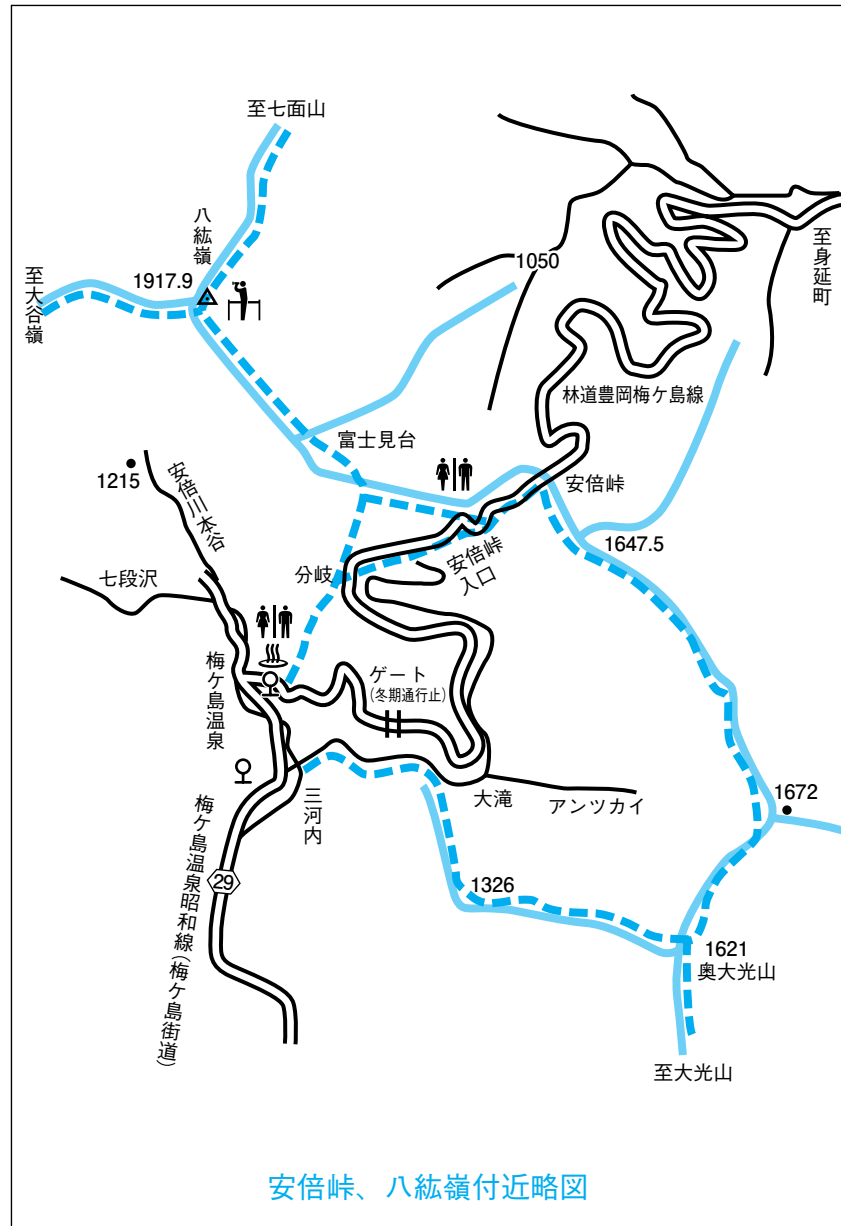 至七面山
八紘嶺
1917.9
至大谷嶺
1050
至身延町
林道豊岡梅ケ島線
富士見台
安倍峠
1215
安倍川本谷
1647.5
安倍峠
入口
分岐
七段沢
梅ケ島温泉
ゲート
(冬期通行止)
大滝
アンツカイ
1672
三河内
29
梅ケ島温泉昭和線(梅ケ島街道)
1326
1621
奥大光山
至大光山
安倍峠、八紘嶺付近略図